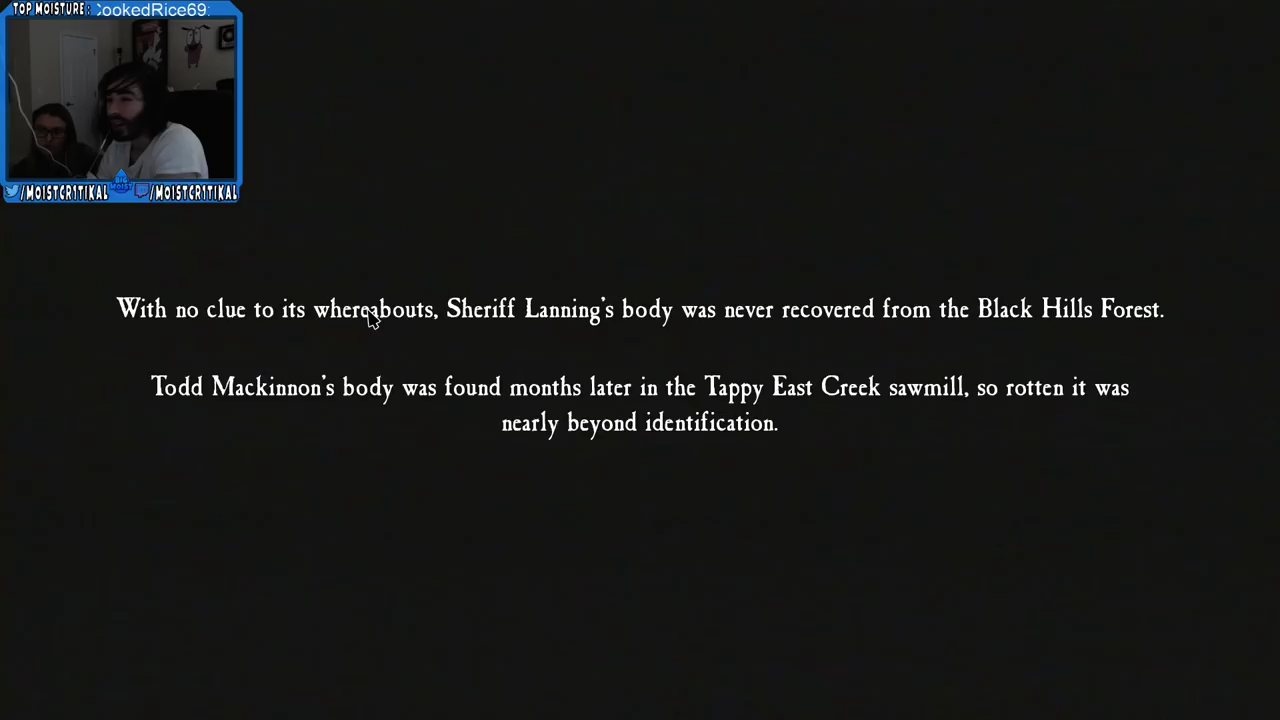 TOP MOISTURE : CookedRice69:
/MOISTCR1TIKAL
BIG
MOIST
/MOISTCR1TIKAL
With no clue to its whereabouts, Sheriff Lanning's body was never recovered from the Black Hills Forest.
Todd Mackinnon's body was found months later in the Tappy East Creek sawmill, so rotten it was
nearly beyond identification.